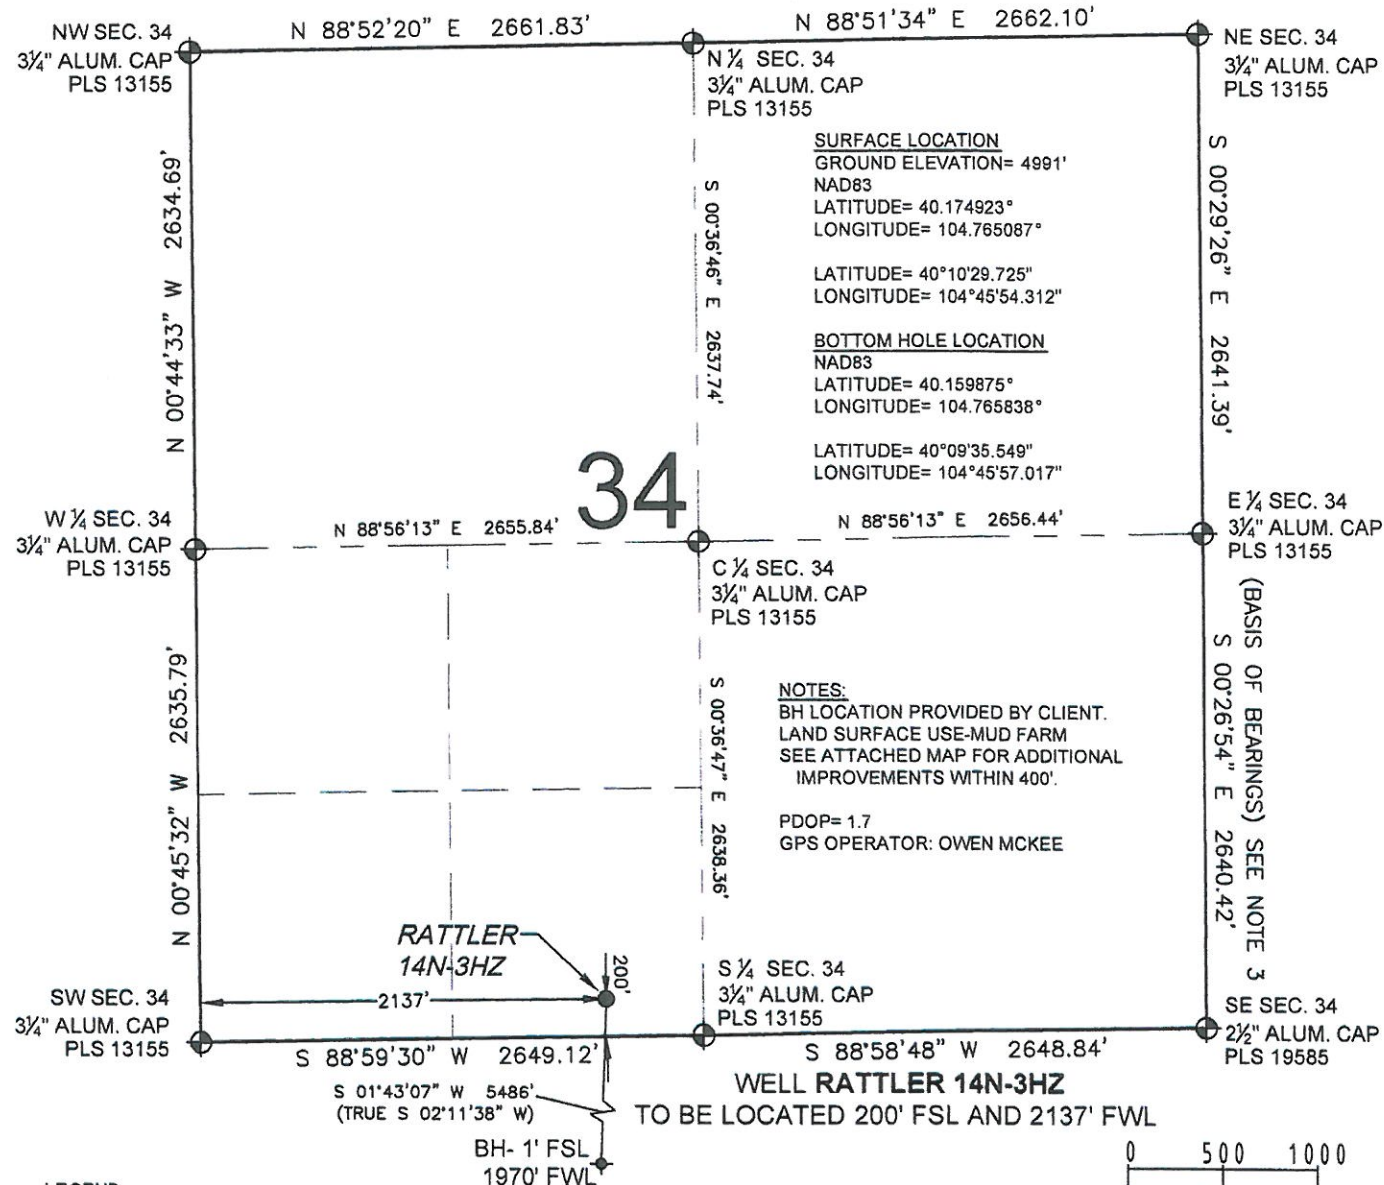 N 88°52'20" E 2661.83'
N 88°51'34" E 2662.10'
NW SEC. 34
3¼" ALUM. CAP
PLS 13155
N ¼ SEC. 34
3¼" ALUM. CAP
PLS 13155
NE SEC. 34
3¼" ALUM. CAP
PLS 13155
N 00°44'33" W 2634.69'
S 00°36'46" E 2637.74'
SURFACE LOCATION
GROUND ELEVATION= 4991'
NAD83
LATITUDE= 40.174923°
LONGITUDE= 104.765087°
LATITUDE= 40°10'29.725"
LONGITUDE= 104°45'54.312"
BOTTOM HOLE LOCATION
NAD83
LATITUDE= 40.159875°
LONGITUDE= 104.765838°
LATITUDE= 40°09'35.549"
LONGITUDE= 104°45'57.017"
S 00°29'26" E 2641.39'
34
W ¼ SEC. 34
3¼" ALUM. CAP
PLS 13155
N 88°56'13" E 2655.84'
N 88°56'13" E 2656.44'
E ¼ SEC. 34
3¼" ALUM. CAP
PLS 13155
C ¼ SEC. 34
3¼" ALUM. CAP
PLS 13155
N 00°45'32" W 2635.79'
S 00°36'47" E 2638.36'
NOTES:
BH LOCATION PROVIDED BY CLIENT.
LAND SURFACE USE-MUD FARM
SEE ATTACHED MAP FOR ADDITIONAL
IMPROVEMENTS WITHIN 400'.
PDOP= 1.7
GPS OPERATOR: OWEN MCKEE
S 00°26'54" E 2640.42'
(BASIS OF BEARINGS) SEE NOTE 3
RATTLER
14N-3HZ
200'
2137'
SW SEC. 34
3¼" ALUM. CAP
PLS 13155
S ¼ SEC. 34
3¼" ALUM. CAP
PLS 13155
SE SEC. 34
2½" ALUM. CAP
PLS 19585
S 88°59'30" W 2649.12'
S 88°58'48" W 2648.84'
S 01°43'07" W 5486'
(TRUE S 02°11'38" W)
WELL RATTLER 14N-3HZ
TO BE LOCATED 200' FSL AND 2137' FWL
BH- 1' FSL
1970' FWL
0 500 1000